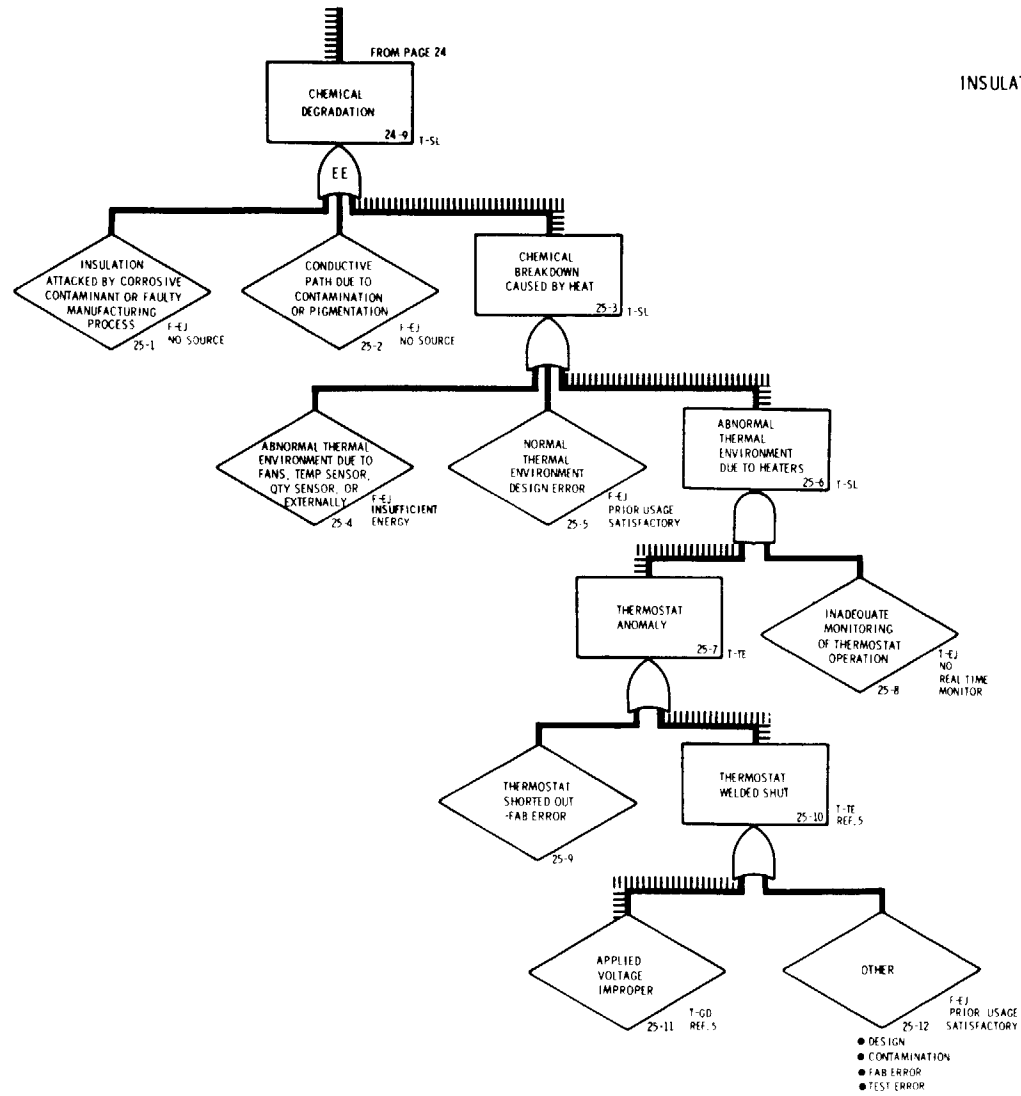 FROM PAGE 24
INSULAT
CHEMICAL
DEGRADATION
24-9
T-SL
EE
INSULATION
ATTACKED BY CORROSIVE
CONTAMINANT OR FAULTY
MANUFACTURING
PROCESS
25-1
F-EJ
NO SOURCE
CONDUCTIVE
PATH DUE TO
CONTAMINATION
OR PIGMENTATION
25-2
F-EJ
NO SOURCE
CHEMICAL
BREAKDOWN
CAUSED BY HEAT
25-3
T-SL
ABNORMAL THERMAL
ENVIRONMENT DUE TO
FANS, TEMP SENSOR,
QTY SENSOR, OR
EXTERNALLY
25-4
F-EJ
INSUFFICIENT
ENERGY
NORMAL
THERMAL
ENVIRONMENT
DESIGN ERROR
25-5
F-EJ
PRIOR USAGE
SATISFACTORY
ABNORMAL
THERMAL
ENVIRONMENT
DUE TO HEATERS
25-6
T-SL
THERMOSTAT
ANOMALY
25-7
T-TE
INADEQUATE
MONITORING
OF THERMOSTAT
OPERATION
25-8
T-EJ
NO
REAL TIME
MONITOR
THERMOSTAT
SHORTED OUT
-FAB ERROR
25-9
THERMOSTAT
WELDED SHUT
25-10
T-TE
REF. 5
APPLIED
VOLTAGE
IMPROPER
25-11
T-GD
REF. 5
OTHER
25-12
F-EJ
PRIOR USAGE
SATISFACTORY
● DESIGN
● CONTAMINATION
● FAB ERROR
● TEST ERROR